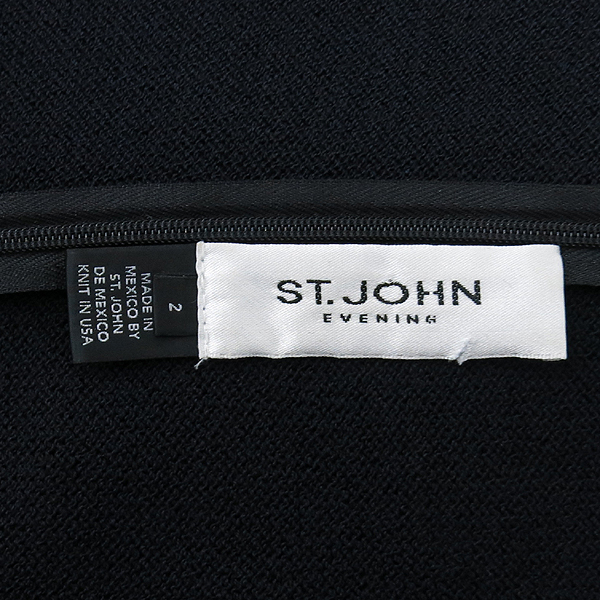 ST. JOHN
EVENING
2
MADE IN
MEXICO BY
ST. JOHN
DE MEXICO
KNIT IN USA